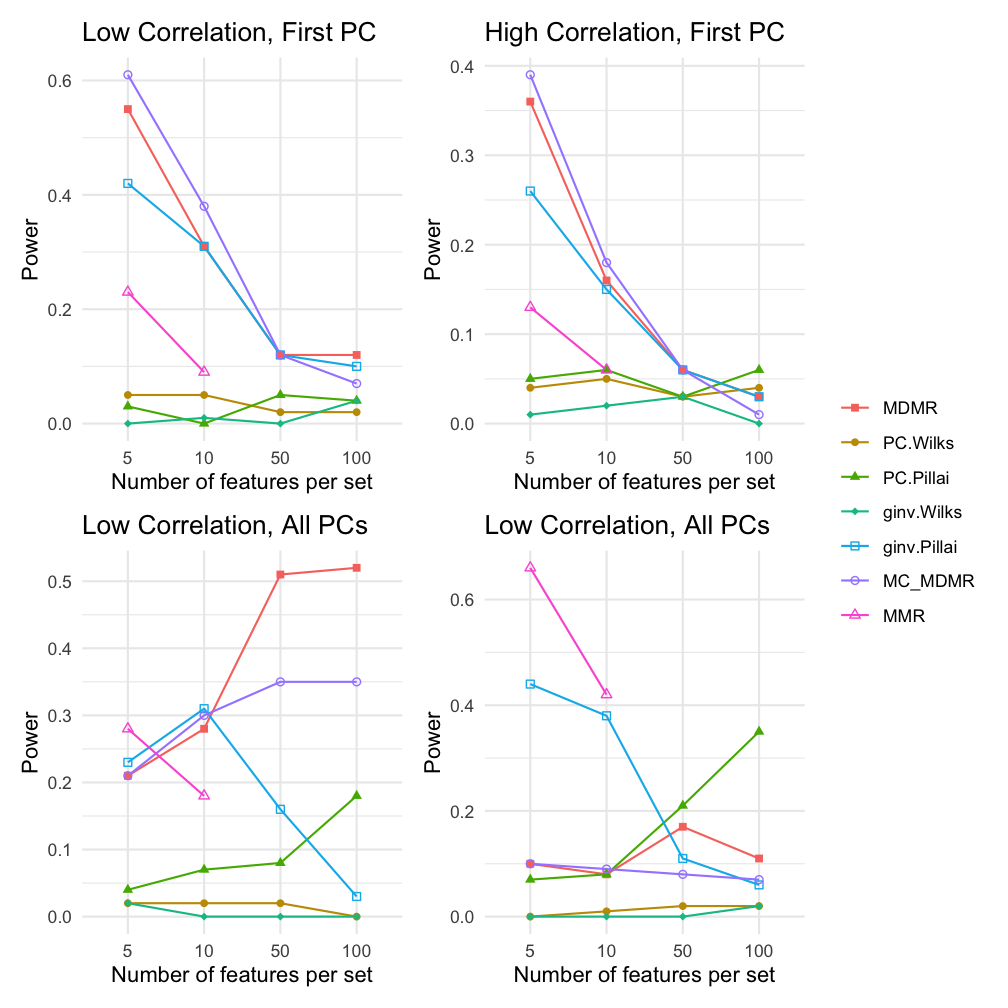 Low Correlation, First PC
0.6
0.4
0.2
0.0
Power
5 10 50 100
Number of features per set
High Correlation, First PC
0.4
0.3
0.2
0.1
0.0
Power
5 10 50 100
Number of features per set
Low Correlation, All PCs
0.5
0.4
0.3
0.2
0.1
0.0
Power
5 10 50 100
Number of features per set
Low Correlation, All PCs
0.6
0.4
0.2
0.0
Power
5 10 50 100
Number of features per set
MDMR
PC.Wilks
PC.Pillai
ginv.Wilks
ginv.Pillai
MC_MDMR
MMR